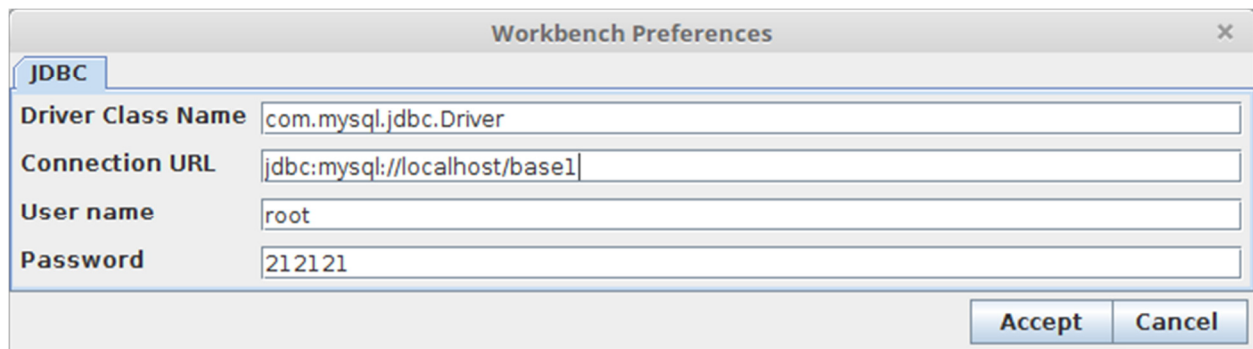 Workbench Preferences ×
JDBC
Driver Class Name com.mysql.jdbc.Driver
Connection URL jdbc:mysql://localhost/base1
User name root
Password 212121
Accept Cancel